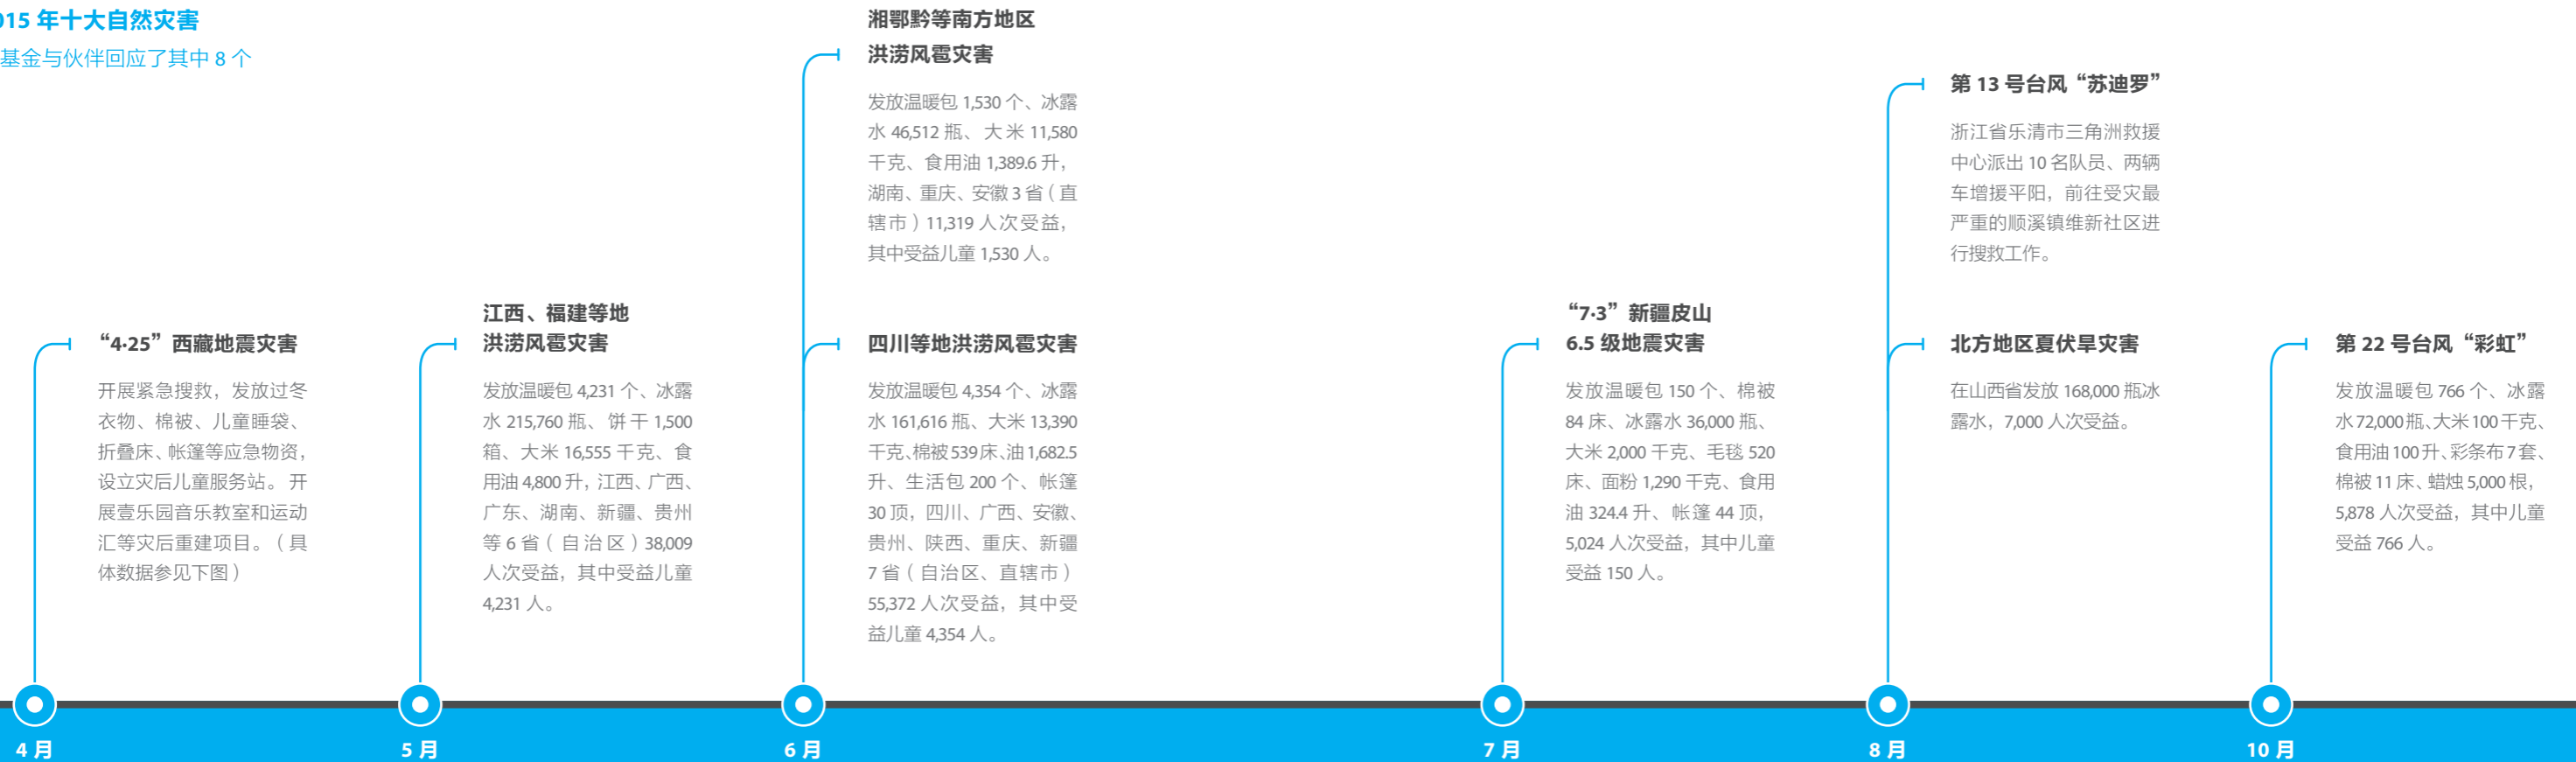 015 年十大自然灾害
基金与伙伴回应了其中 8 个
“4·25”西藏地震灾害
开展紧急搜救，发放过冬
衣物、棉被、儿童睡袋、
折叠床、帐篷等应急物资，
设立灾后儿童服务站。开
展壹乐园音乐教室和运动
汇等灾后重建项目。（具
体数据参见下图）
4 月
江西、福建等地
洪涝风雹灾害
发放温暖包 4,231 个、冰露
水 215,760 瓶、饼干 1,500
箱、大米 16,555 千克、食
用油 4,800 升，江西、广西、
广东、湖南、新疆、贵州
等 6 省（自治区）38,009
人次受益，其中受益儿童
4,231 人。
5 月
湘鄂黔等南方地区
洪涝风雹灾害
发放温暖包 1,530 个、冰露
水 46,512 瓶、大米 11,580
千克、食用油 1,389.6 升，
湖南、重庆、安徽 3 省（直
辖市）11,319 人次受益，
其中受益儿童 1,530 人。
四川等地洪涝风雹灾害
发放温暖包 4,354 个、冰露
水 161,616 瓶、大米 13,390
千克、棉被 539 床、油 1,682.5
升、生活包 200 个、帐篷
30 顶，四川、广西、安徽、
贵州、陕西、重庆、新疆
7 省（自治区、直辖市）
55,372 人次受益，其中受
益儿童 4,354 人。
6 月
“7·3”新疆皮山
6.5 级地震灾害
发放温暖包 150 个、棉被
84 床、冰露水 36,000 瓶、
大米 2,000 千克、毛毯 520
床、面粉 1,290 千克、食用
油 324.4 升、帐篷 44 顶，
5,024 人次受益，其中儿童
受益 150 人。
7 月
第 13 号台风“苏迪罗”
浙江省乐清市三角洲救援
中心派出 10 名队员、两辆
车增援平阳，前往受灾最
严重的顺溪镇维新社区进
行搜救工作。
北方地区夏伏旱灾害
在山西省发放 168,000 瓶冰
露水，7,000 人次受益。
8 月
第 22 号台风“彩虹”
发放温暖包 766 个、冰露
水 72,000 瓶、大米 100 千克、
食用油 100 升、彩条布 7 套、
棉被 11 床、蜡烛 5,000 根，
5,878 人次受益，其中儿童
受益 766 人。
10 月